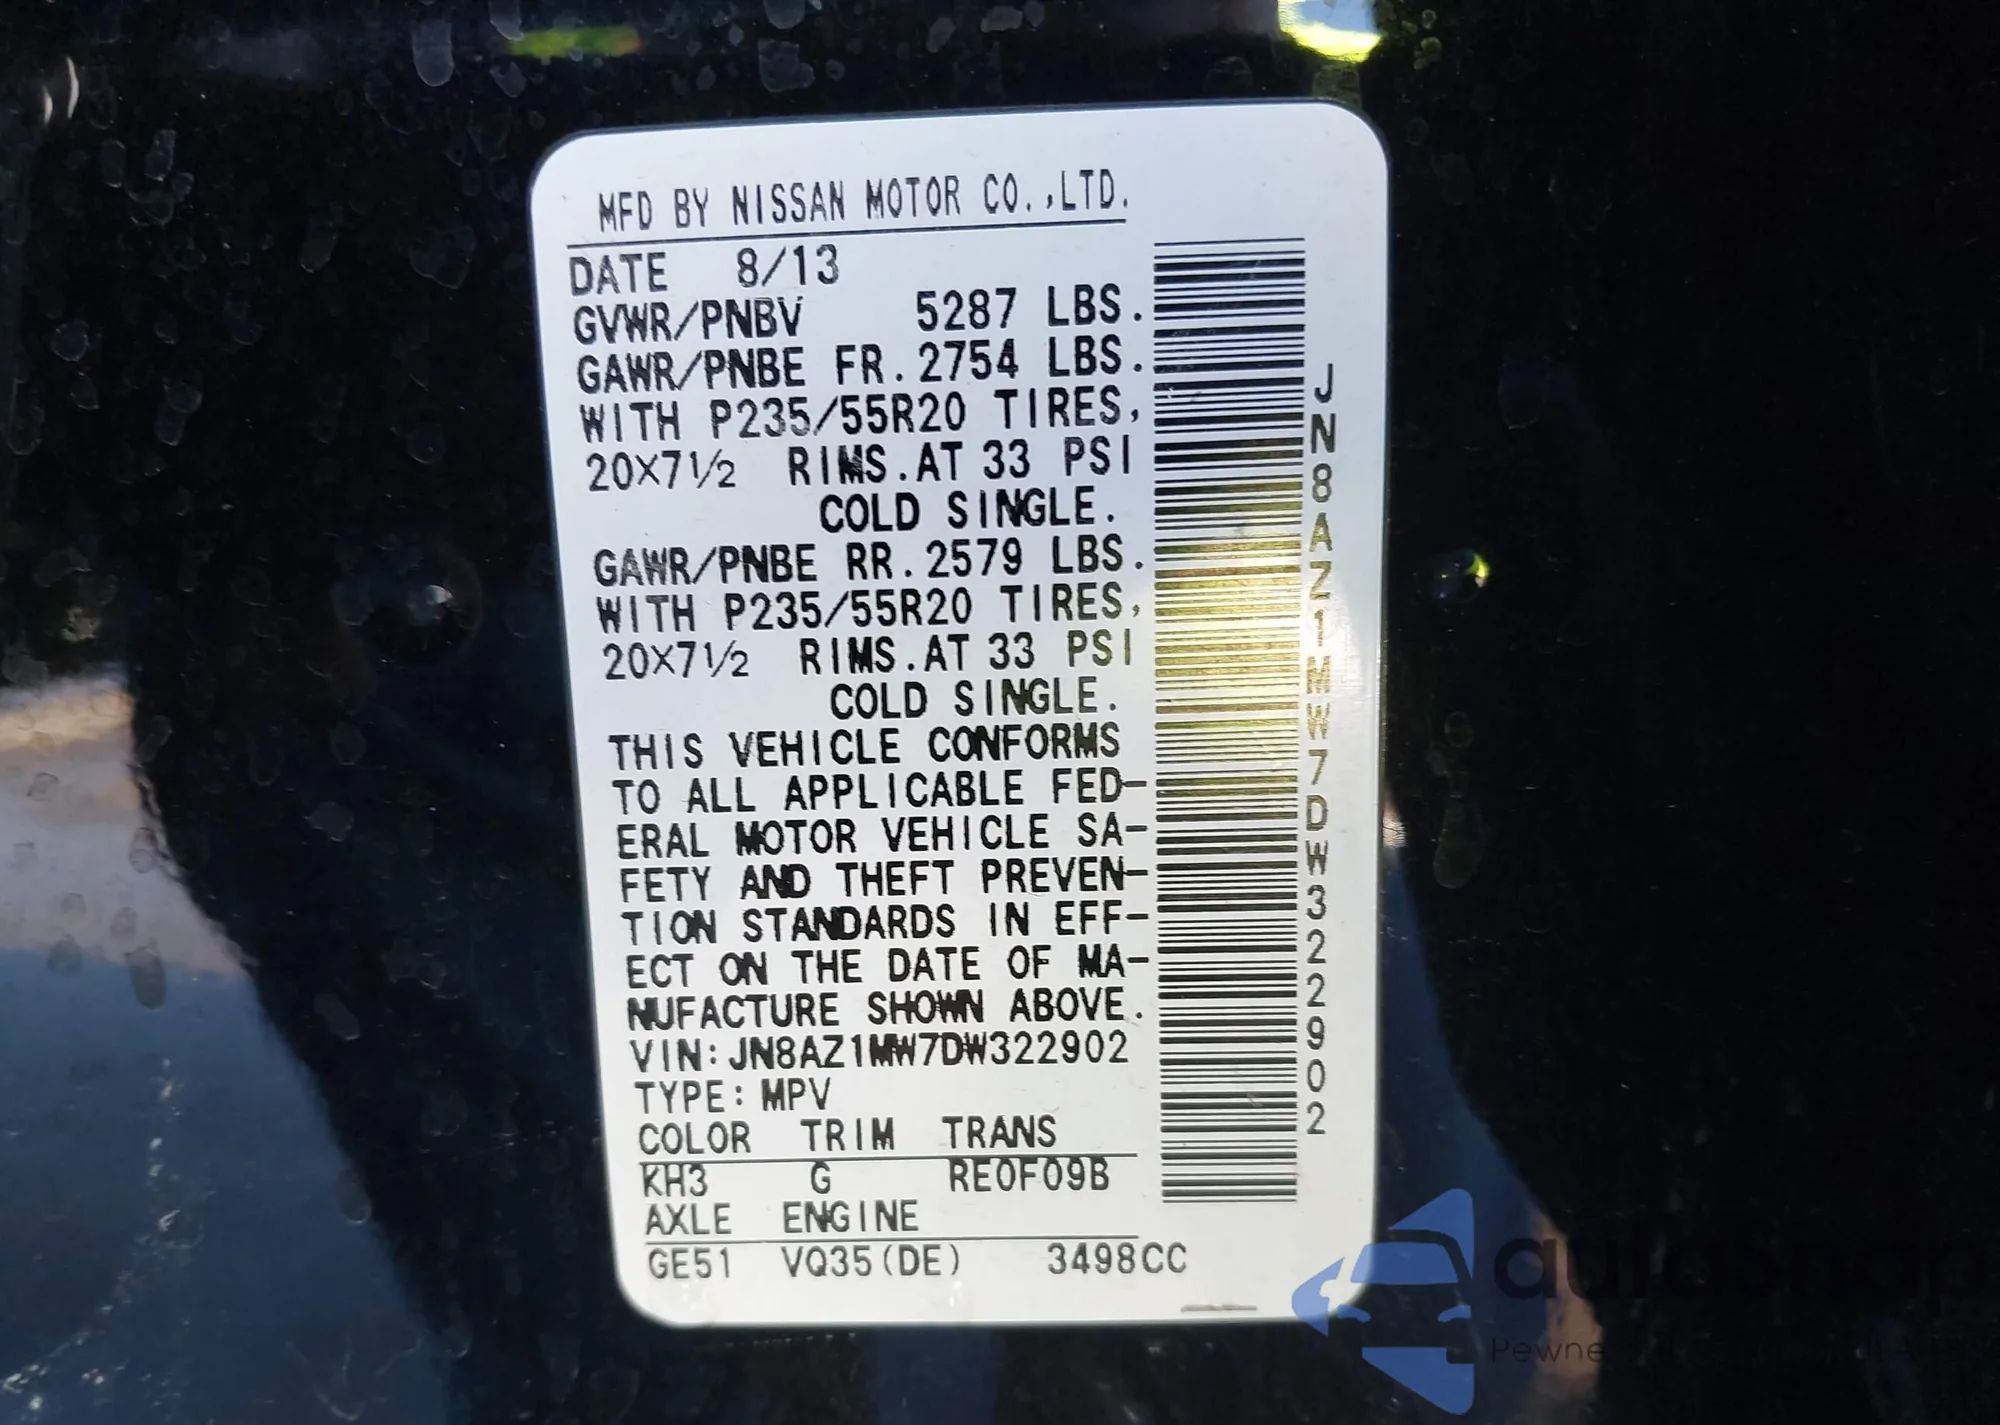 MFD BY NISSAN MOTOR CO.,LTD.
DATE 8/13
GVWR/PNBV 5287 LBS.
GAWR/PNBE FR.2754 LBS.
WITH P235/55R20 TIRES,
20X7½ RIMS.AT 33 PSI
COLD SINGLE.
GAWR/PNBE RR.2579 LBS.
WITH P235/55R20 TIRES,
20X7½ RIMS.AT 33 PSI
COLD SINGLE.
THIS VEHICLE CONFORMS
TO ALL APPLICABLE FED-
ERAL MOTOR VEHICLE SA-
FETY AND THEFT PREVEN-
TION STANDARDS IN EFF-
ECT ON THE DATE OF MA-
NUFACTURE SHOWN ABOVE.
VIN:JN8AZ1MW7DW322902
TYPE:MPV
COLOR TRIM TRANS
KH3 G RE0F09B
AXLE ENGINE
GE51 VQ35(DE) 3498CC
JN8AZ1MW7DW322902